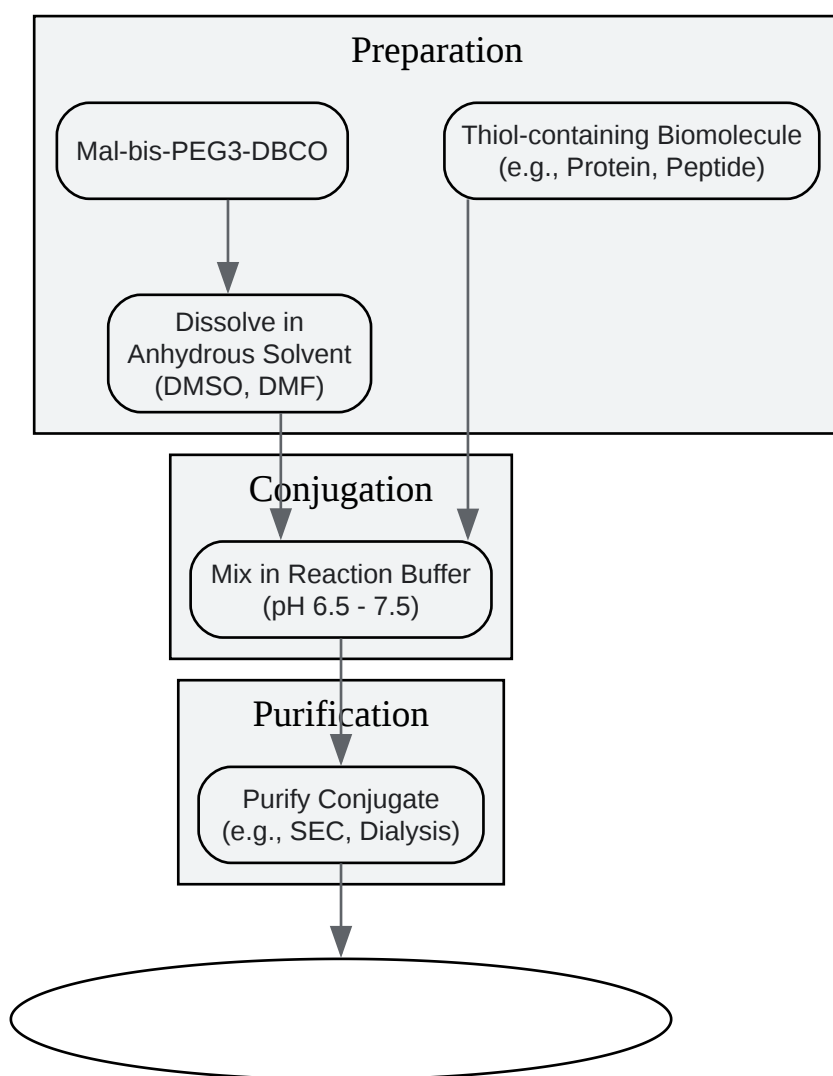 Preparation
Mal-bis-PEG3-DBCO
Thiol-containing Biomolecule
(e.g., Protein, Peptide)
Dissolve in
Anhydrous Solvent
(DMSO, DMF)
Conjugation
Mix in Reaction Buffer
(pH 6.5 - 7.5)
Purification
Purify Conjugate
(e.g., SEC, Dialysis)